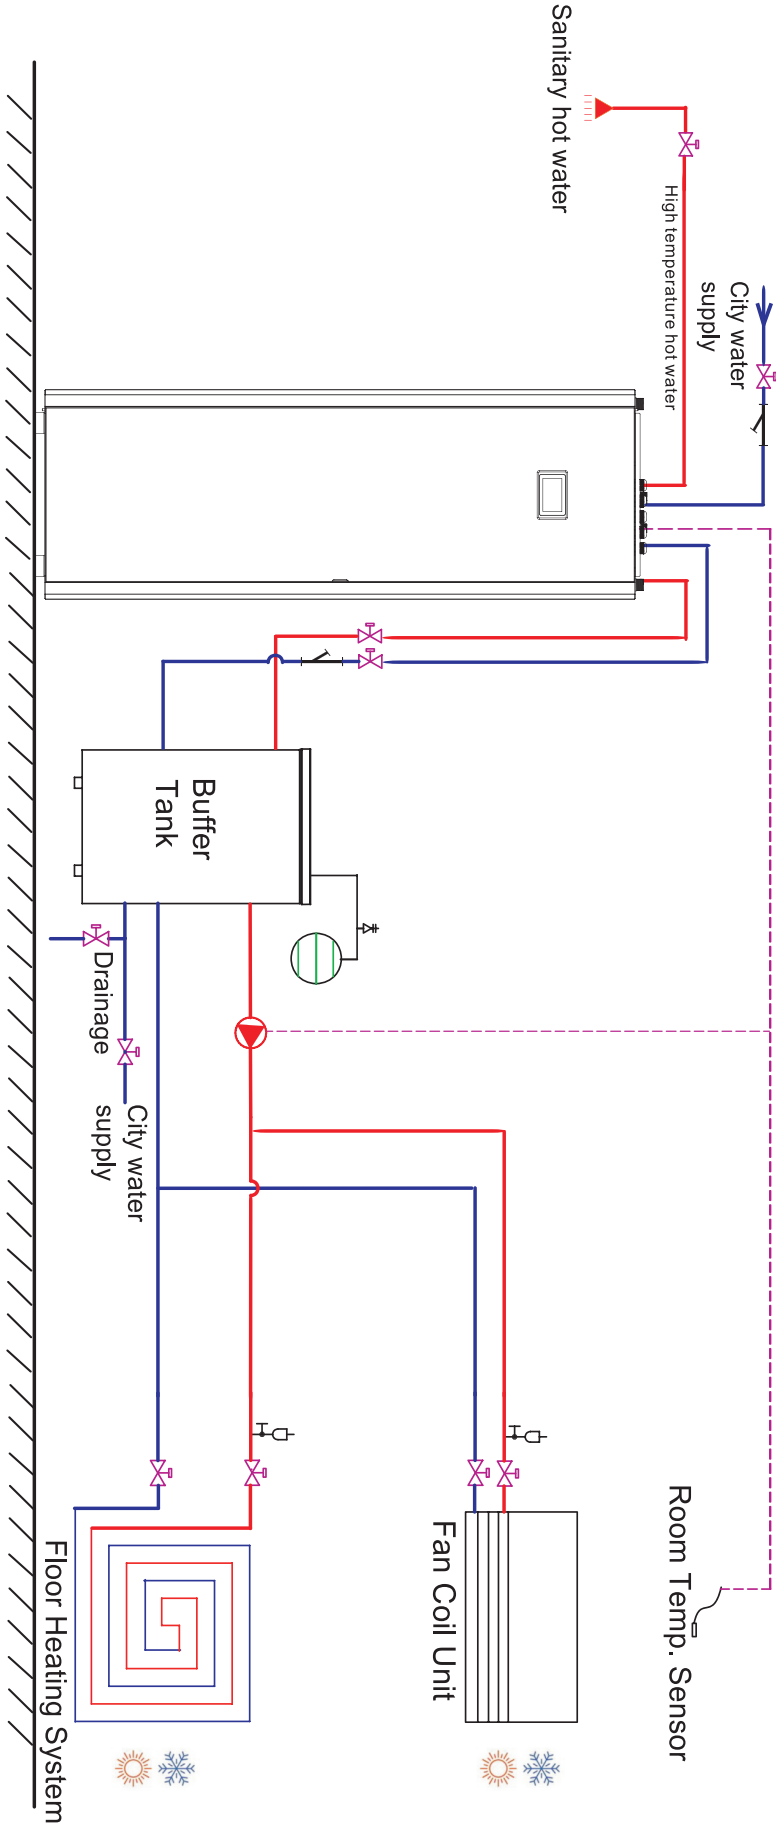 Sanitary hot water
High temperature hot water
City water
supply
Buffer
Tank
Drainage
City water
supply
Room Temp. Sensor
Fan Coil Unit
Floor Heating System